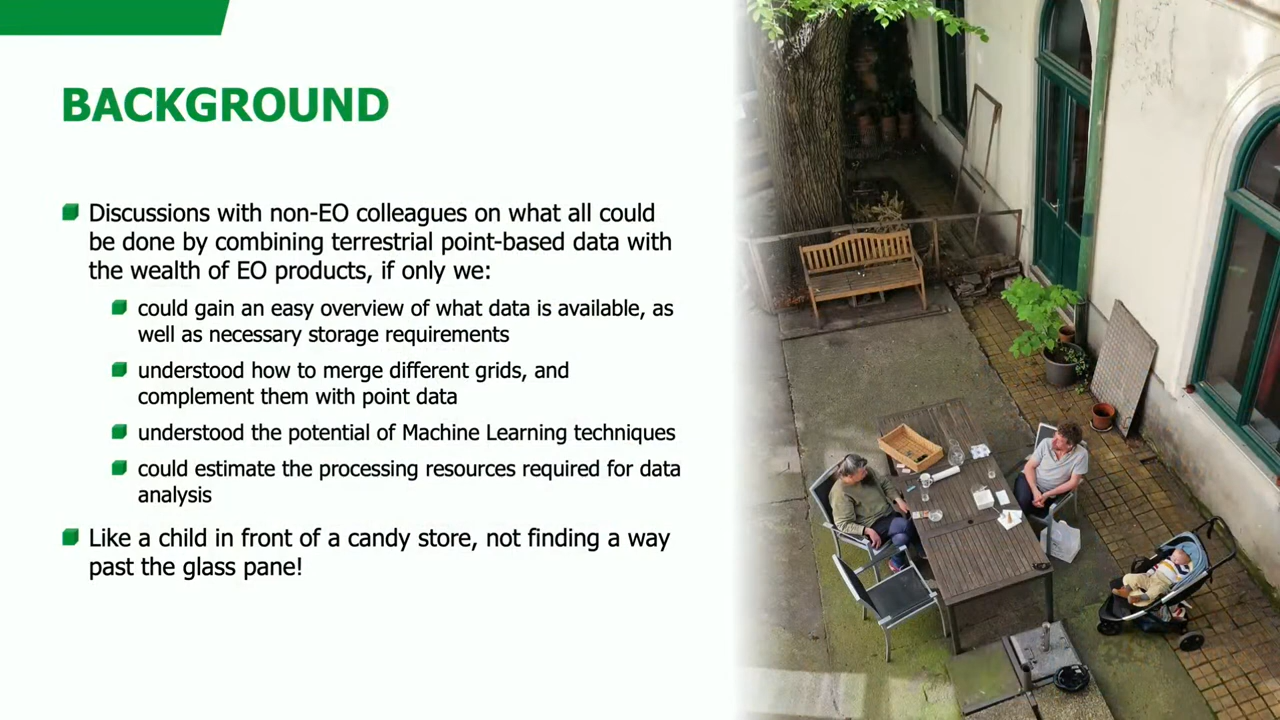 BACKGROUND
Discussions with non-EO colleagues on what all could
be done by combining terrestrial point-based data with
the wealth of EO products, if only we:
could gain an easy overview of what data is available, as
well as necessary storage requirements
understood how to merge different grids, and
complement them with point data
understood the potential of Machine Learning techniques
could estimate the processing resources required for data
analysis
Like a child in front of a candy store, not finding a way
past the glass pane!